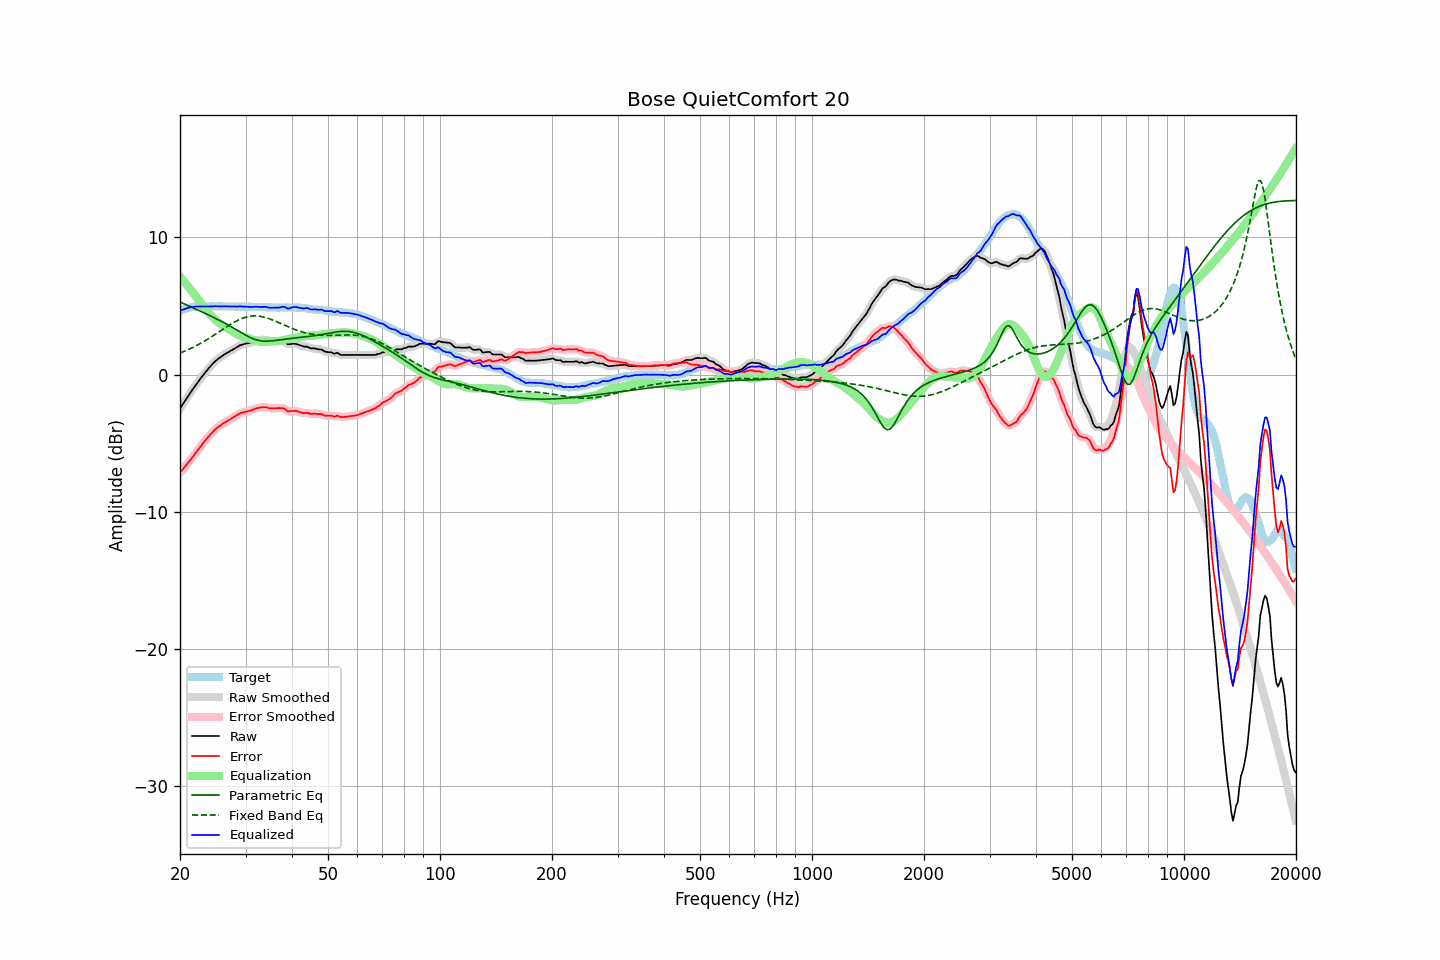 Bose QuietComfort 20
Amplitude (dBr)
10
0
−10
−20
−30
Target
Raw Smoothed
Error Smoothed
Raw
Error
Equalization
Parametric Eq
Fixed Band Eq
Equalized
20 50 100 200 500 1000 2000 5000 10000 20000
Frequency (Hz)